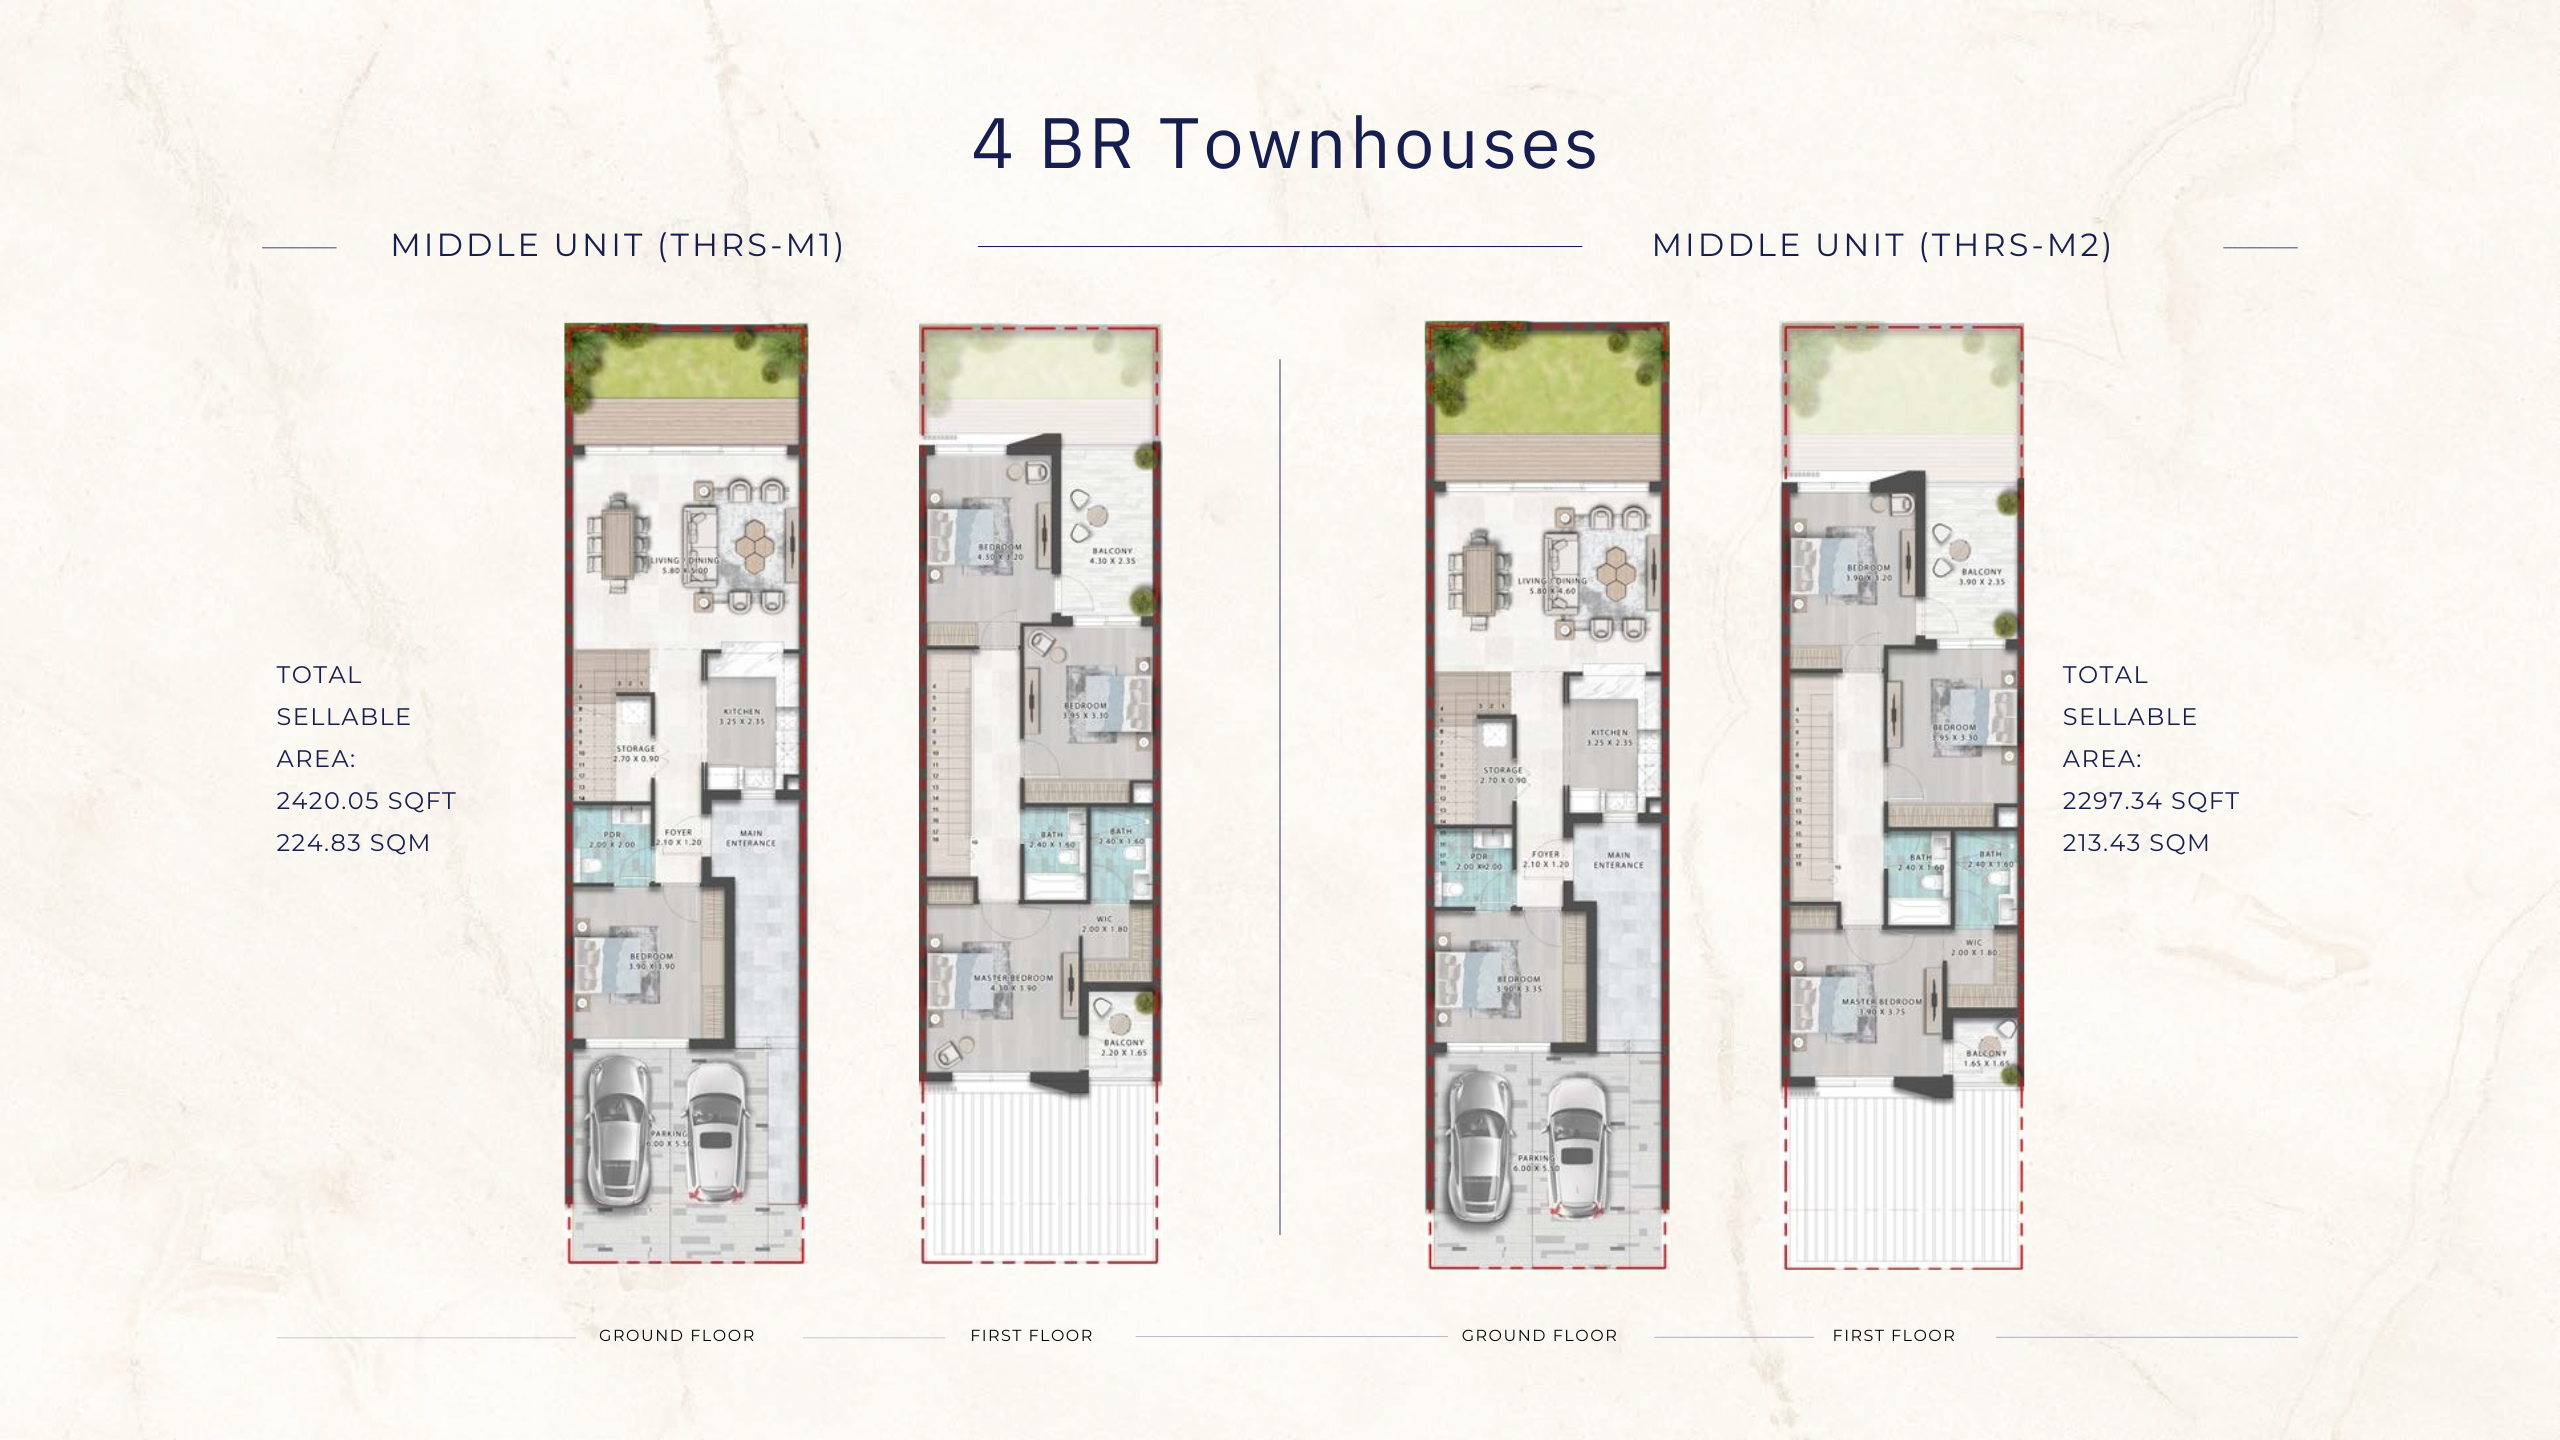 4 BR Townhouses
MIDDLE UNIT (THRS-M1)
MIDDLE UNIT (THRS-M2)
TOTAL
SELLABLE
AREA:
2420.05 SQFT
224.83 SQM
LIVING / DINING
5.80 X 5.00
KITCHEN
3.25 X 2.35
STORAGE
2.70 X 0.90
PDR
2.00 X 2.00
FOYER
2.10 X 1.20
MAIN
ENTERANCE
BEDROOM
3.90 X 3.90
PARKING
6.00 X 5.50
BEDROOM
4.30 X 3.20
BALCONY
4.30 X 2.35
BEDROOM
3.95 X 3.30
BATH
2.40 X 1.60
BATH
2.40 X 1.60
WIC
2.00 X 1.80
MASTER BEDROOM
4.30 X 3.90
BALCONY
2.20 X 1.65
LIVING / DINING
5.80 X 4.60
KITCHEN
3.25 X 2.35
STORAGE
2.70 X 0.90
PDR
2.00 X 2.00
FOYER
2.10 X 1.20
MAIN
ENTERANCE
BEDROOM
3.90 X 3.35
PARKING
6.00 X 5.50
BEDROOM
3.90 X 3.20
BALCONY
3.90 X 2.35
BEDROOM
3.95 X 3.30
BATH
2.40 X 1.60
BATH
2.40 X 1.60
WIC
2.00 X 1.80
MASTER BEDROOM
3.90 X 3.75
BALCONY
1.65 X 1.65
TOTAL
SELLABLE
AREA:
2297.34 SQFT
213.43 SQM
GROUND FLOOR
FIRST FLOOR
GROUND FLOOR
FIRST FLOOR